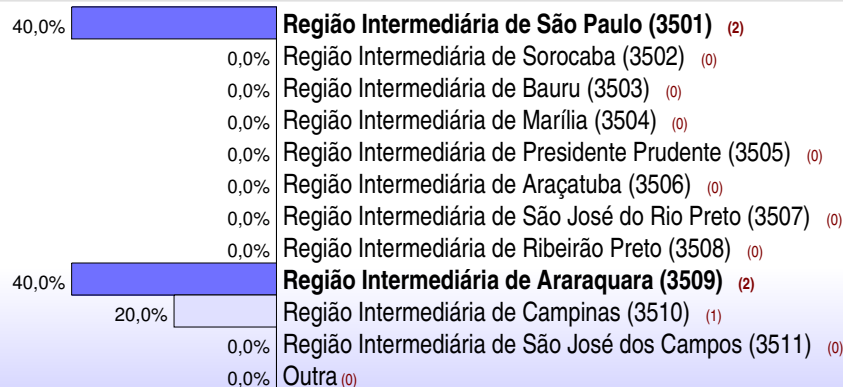 40,0% Região Intermediária de São Paulo (3501) (2)
0,0% Região Intermediária de Sorocaba (3502) (0)
0,0% Região Intermediária de Bauru (3503) (0)
0,0% Região Intermediária de Marília (3504) (0)
0,0% Região Intermediária de Presidente Prudente (3505) (0)
0,0% Região Intermediária de Araçatuba (3506) (0)
0,0% Região Intermediária de São José do Rio Preto (3507) (0)
0,0% Região Intermediária de Ribeirão Preto (3508) (0)
40,0% Região Intermediária de Araraquara (3509) (2)
20,0% Região Intermediária de Campinas (3510) (1)
0,0% Região Intermediária de São José dos Campos (3511) (0)
0,0% Outra (0)